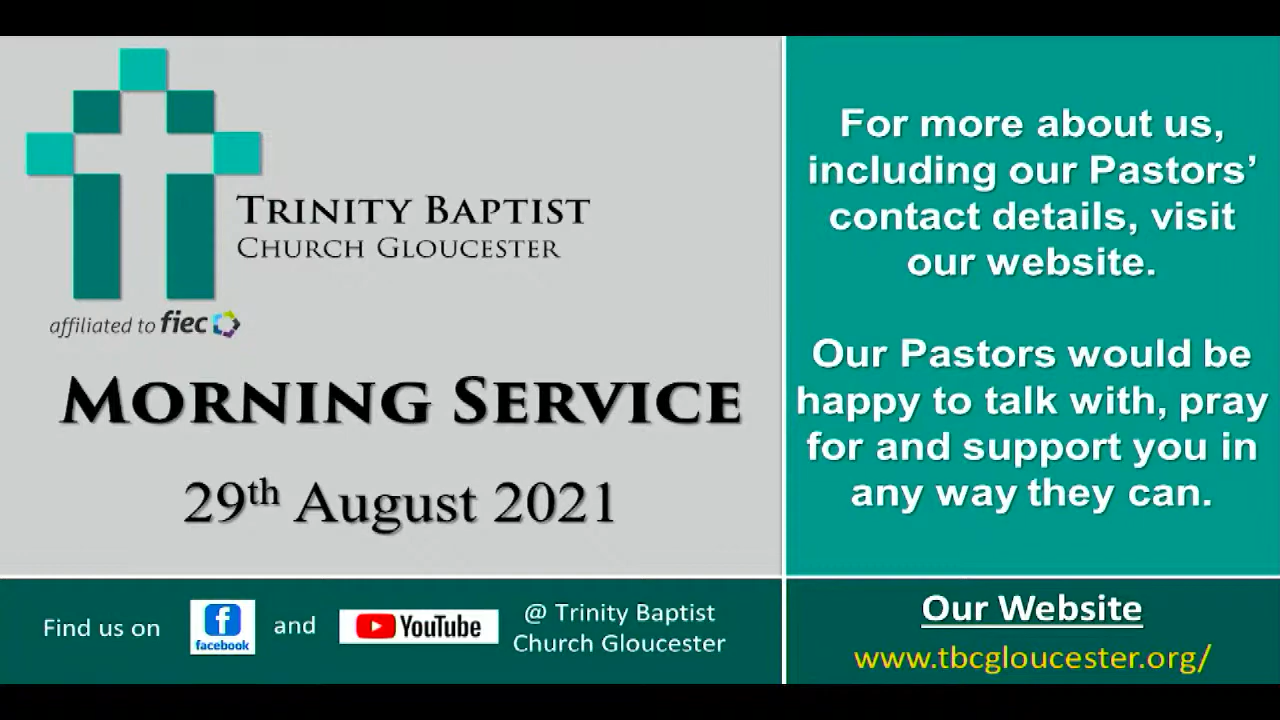 TRINITY BAPTIST
CHURCH GLOUCESTER
affiliated to fiec
MORNING SERVICE
29th August 2021
For more about us,
including our Pastors’
contact details, visit
our website.
Our Pastors would be
happy to talk with, pray
for and support you in
any way they can.
Find us on
facebook
and
YouTube
@ Trinity Baptist
Church Gloucester
Our Website
www.tbcgloucester.org/